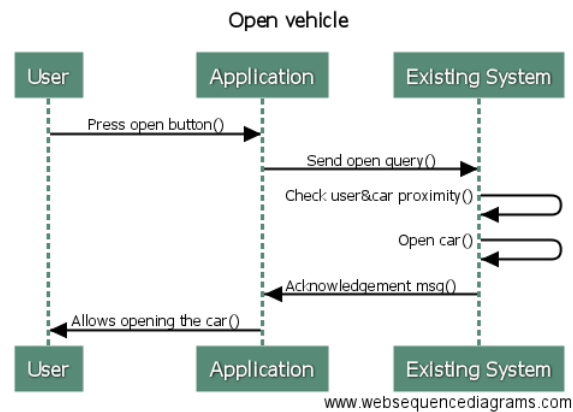 Open vehicle
User
Application
Existing System
Press open button()
Send open query()
Check user&car proximity()
Open car()
Acknowledgement msg()
Allows opening the car()
User
Application
Existing System
www.websequencediagrams.com